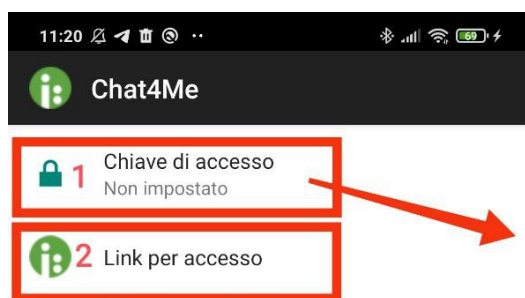 11:20
69
i:
Chat4Me
1
Chiave di accesso
Non impostato
i:
2
Link per accesso